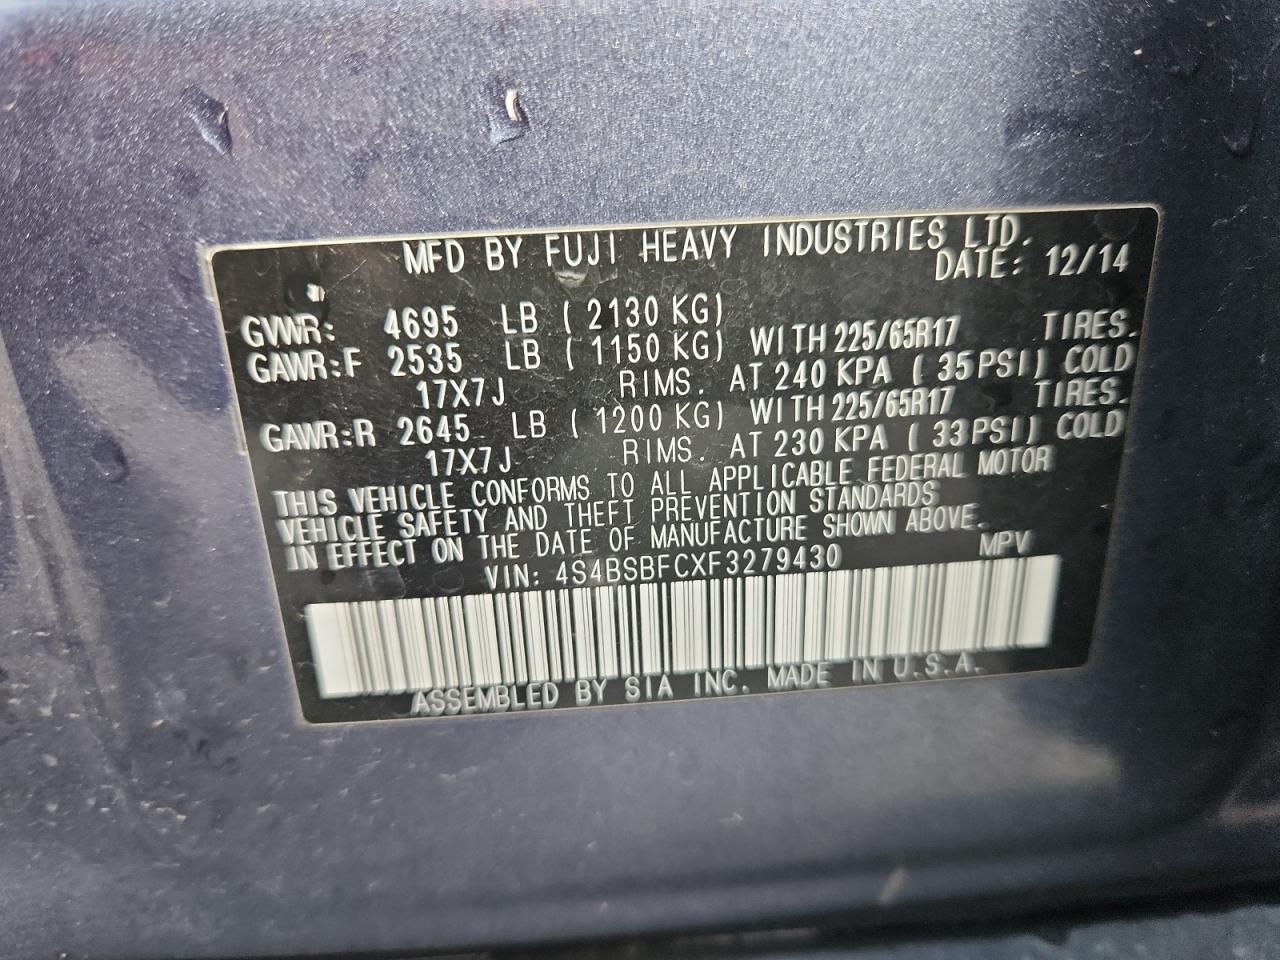 MFD BY FUJI HEAVY INDUSTRIES LTD.
DATE: 12/14
GVWR: 4695 LB ( 2130 KG)
GAWR:F 2535 LB ( 1150 KG) WITH 225/65R17 TIRES.
17X7J RIMS. AT 240 KPA ( 35PSI) COLD
GAWR:R 2645 LB ( 1200 KG) WITH 225/65R17 TIRES.
17X7J RIMS. AT 230 KPA ( 33PSI) COLD
THIS VEHICLE CONFORMS TO ALL APPLICABLE FEDERAL MOTOR
VEHICLE SAFETY AND THEFT PREVENTION STANDARDS
IN EFFECT ON THE DATE OF MANUFACTURE SHOWN ABOVE.
VIN: 4S4BSBFCXF3279430 MPV
ASSEMBLED BY SIA INC. MADE IN U.S.A.